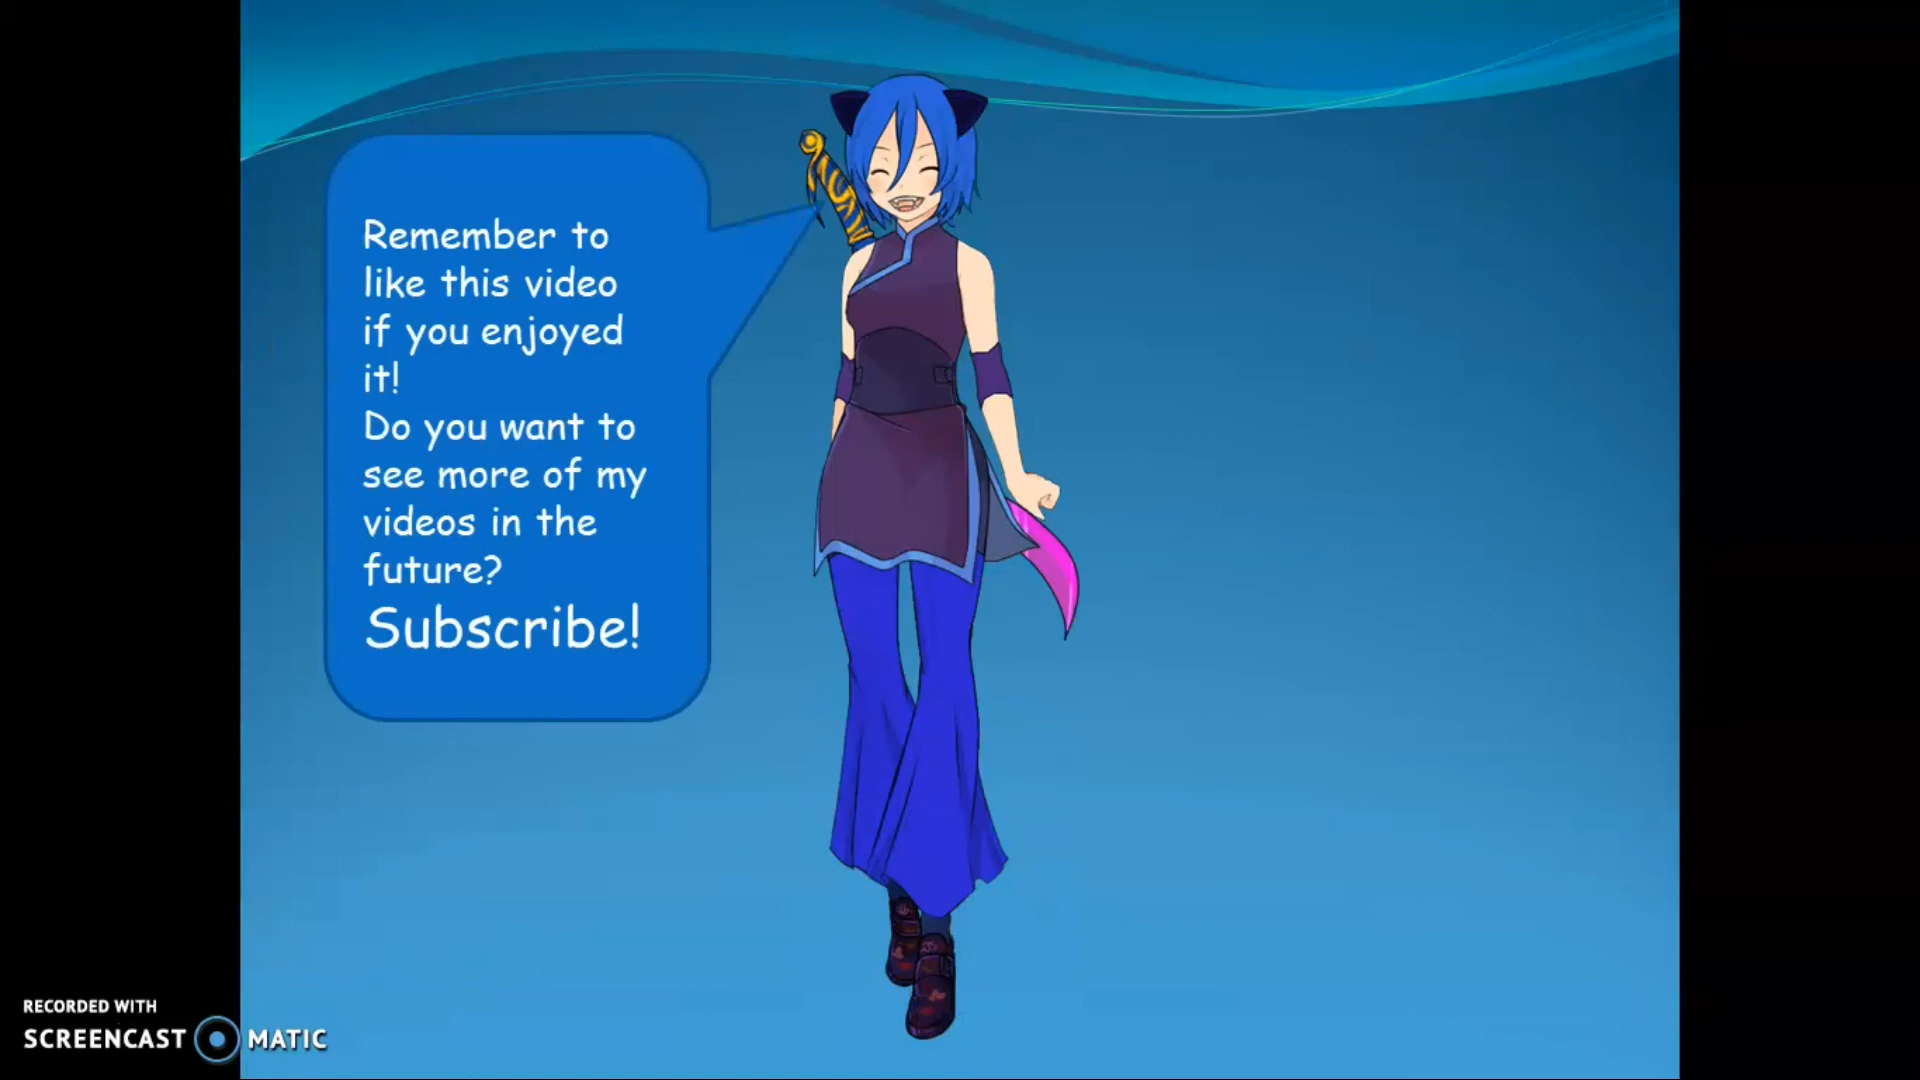 Remember to
like this video
if you enjoyed
it!
Do you want to
see more of my
videos in the
future?
Subscribe!
RECORDED WITH
SCREENCAST MATIC